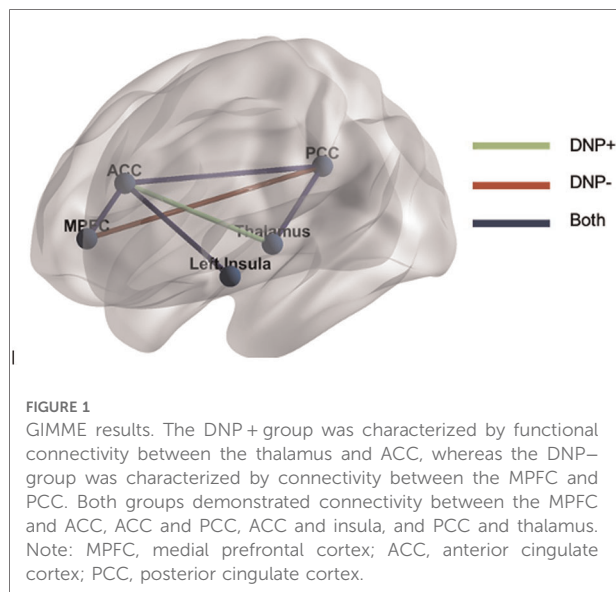 PCC
ACC
MPFC
Thalamus
Left Insula
DNP+
DNP-
Both
FIGURE 1
GIMME results. The DNP + group was characterized by functional
connectivity between the thalamus and ACC, whereas the DNP–
group was characterized by connectivity between the MPFC and
PCC. Both groups demonstrated connectivity between the MPFC
and ACC, ACC and PCC, ACC and insula, and PCC and thalamus.
Note: MPFC, medial prefrontal cortex; ACC, anterior cingulate
cortex; PCC, posterior cingulate cortex.